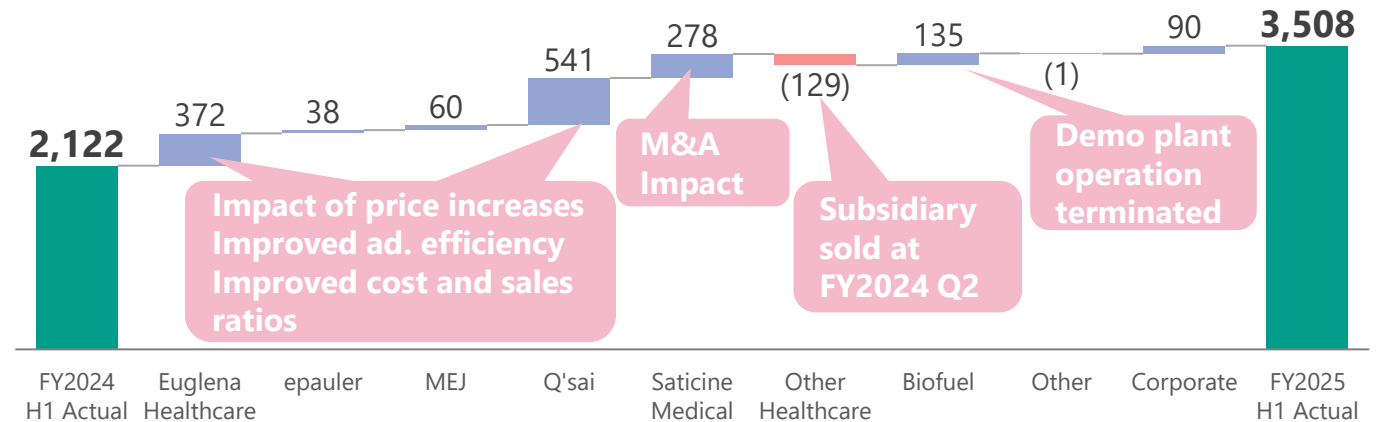 2,122
372
38
60
541
278
(129)
135
(1)
90
3,508
Impact of price increases
Improved ad. efficiency
Improved cost and sales
ratios
M&A
Impact
Subsidiary
sold at
FY2024 Q2
Demo plant
operation
terminated
FY2024
H1 Actual
Euglena
Healthcare
epauler
MEJ
Q'sai
Saticine
Medical
Other
Healthcare
Biofuel
Other
Corporate
FY2025
H1 Actual